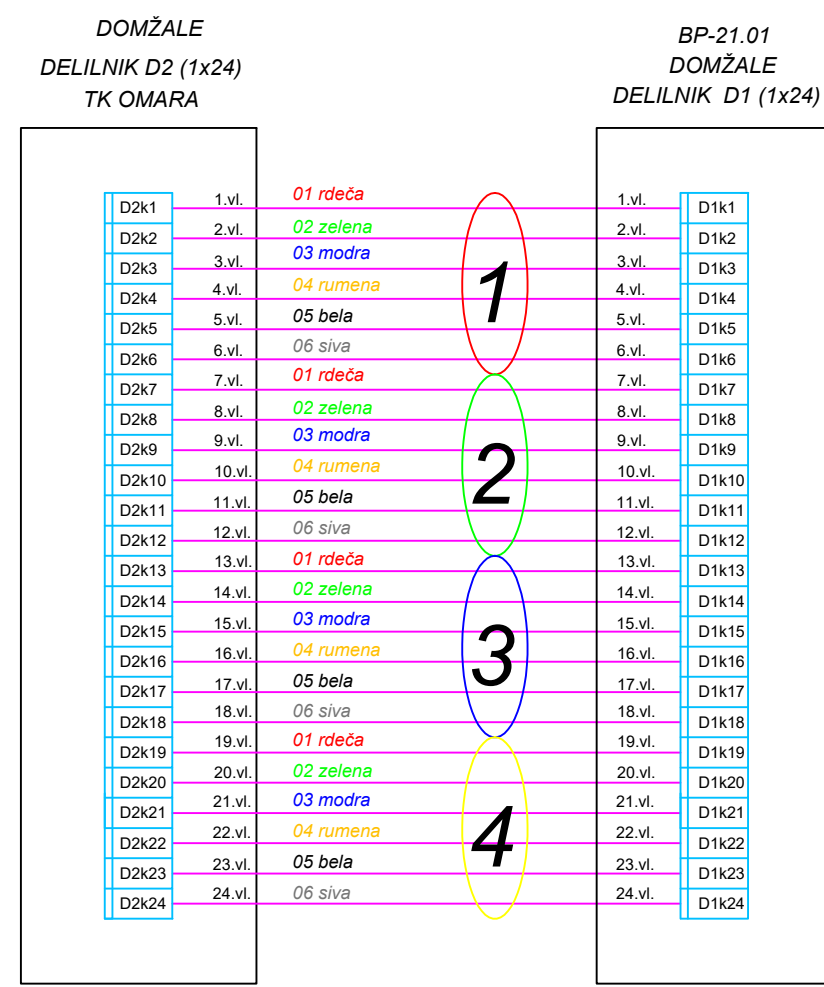 DOMŽALE
DELILNIK D2 (1x24)
TK OMARA
BP-21.01
DOMŽALE
DELILNIK D1 (1x24)
D2k1 1.vl. 01 rdeča 1.vl. D1k1
D2k2 2.vl. 02 zelena 2.vl. D1k2
D2k3 3.vl. 03 modra 3.vl. D1k3
D2k4 4.vl. 04 rumena 4.vl. D1k4
D2k5 5.vl. 05 bela 5.vl. D1k5
D2k6 6.vl. 06 siva 6.vl. D1k6
1
D2k7 7.vl. 01 rdeča 7.vl. D1k7
D2k8 8.vl. 02 zelena 8.vl. D1k8
D2k9 9.vl. 03 modra 9.vl. D1k9
D2k10 10.vl. 04 rumena 10.vl. D1k10
D2k11 11.vl. 05 bela 11.vl. D1k11
D2k12 12.vl. 06 siva 12.vl. D1k12
2
D2k13 13.vl. 01 rdeča 13.vl. D1k13
D2k14 14.vl. 02 zelena 14.vl. D1k14
D2k15 15.vl. 03 modra 15.vl. D1k15
D2k16 16.vl. 04 rumena 16.vl. D1k16
D2k17 17.vl. 05 bela 17.vl. D1k17
D2k18 18.vl. 06 siva 18.vl. D1k18
3
D2k19 19.vl. 01 rdeča 19.vl. D1k19
D2k20 20.vl. 02 zelena 20.vl. D1k20
D2k21 21.vl. 03 modra 21.vl. D1k21
D2k22 22.vl. 04 rumena 22.vl. D1k22
D2k23 23.vl. 05 bela 23.vl. D1k23
D2k24 24.vl. 06 siva 24.vl. D1k24
4